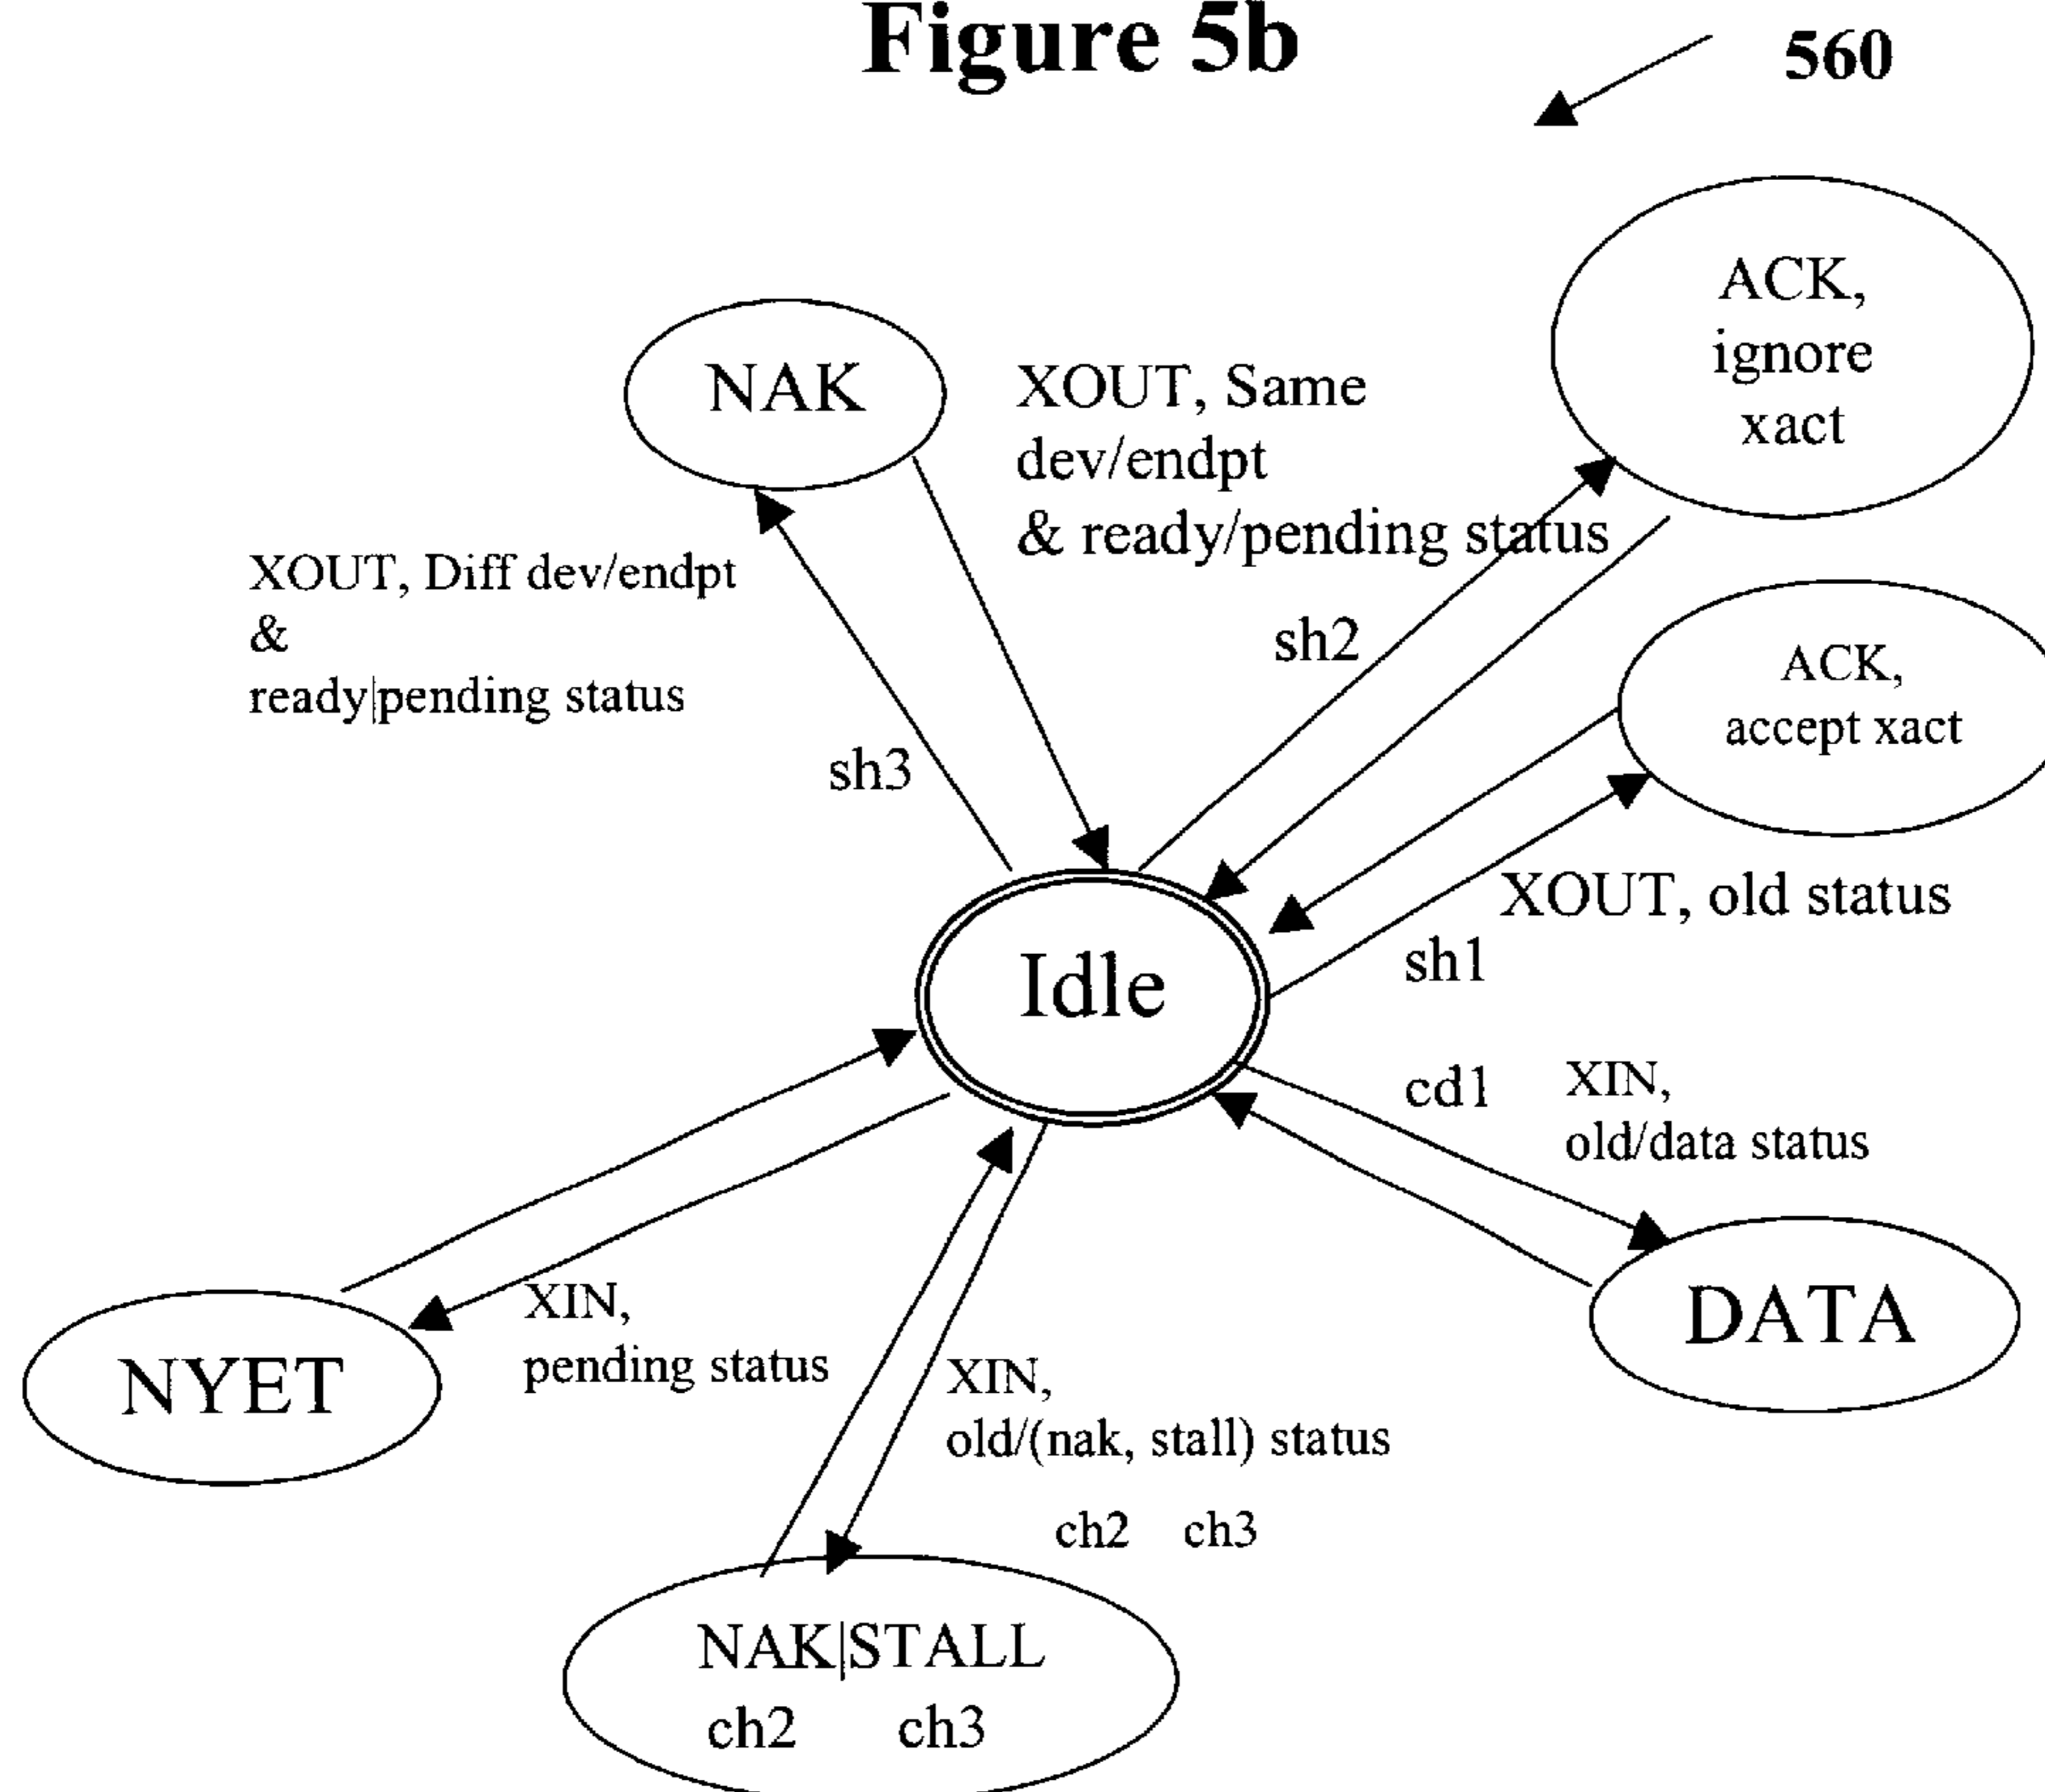 Figure 5b
560
ACK,
ignore
xact
NAK
XOUT, Same
dev/endpt
& ready/pending status
XOUT, Diff dev/endpt
&
ready|pending status
sh2
sh3
ACK,
accept xact
XOUT, old status
sh1
Idle
cd1
XIN,
old/data status
DATA
NYET
XIN,
pending status
XIN,
old/(nak, stall) status
ch2 ch3
NAK|STALL
ch2 ch3